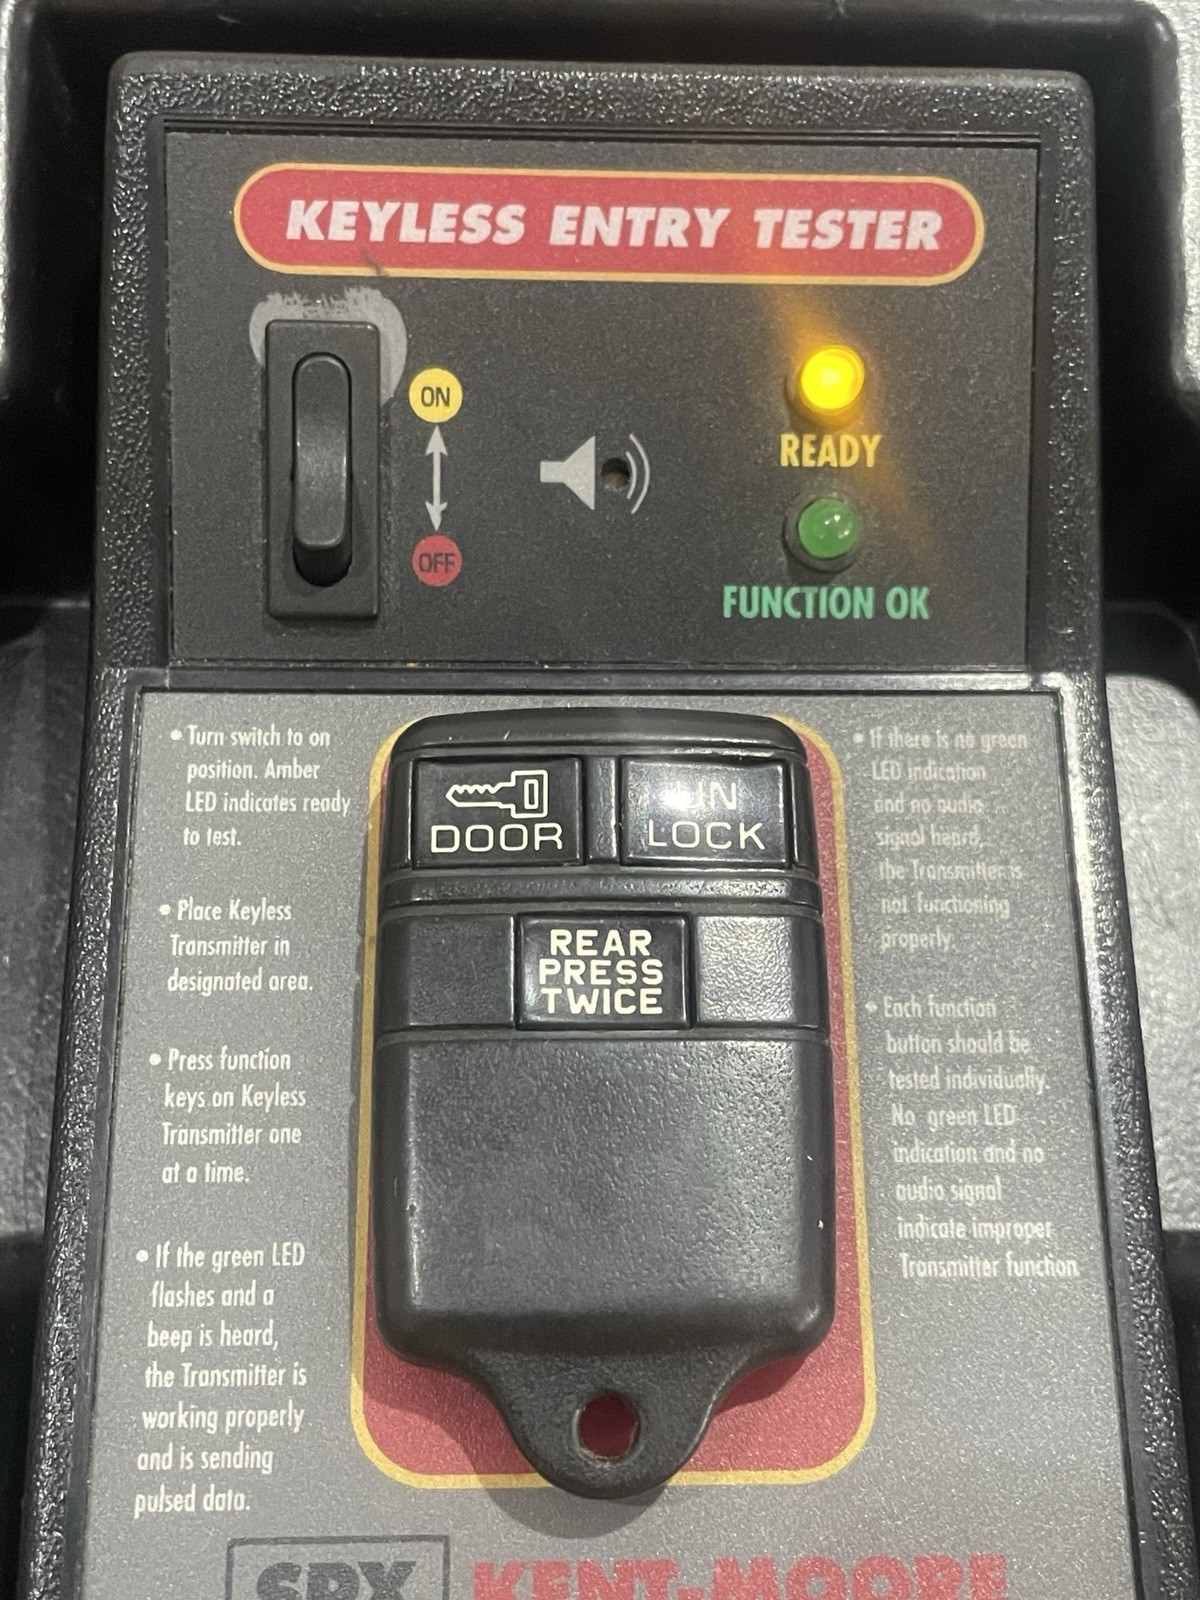 KEYLESS ENTRY TESTER
ON
OFF
READY
FUNCTION OK
• Turn switch to on
position. Amber
LED indicates ready
to test.
• Place Keyless
Transmitter in
designated area.
• Press function
keys on Keyless
Transmitter one
at a time.
• If the green LED
flashes and a
beep is heard,
the Transmitter is
working properly
and is sending
pulsed data.
DOOR
UN
LOCK
REAR
PRESS
TWICE
• If there is no green
LED indication
and no audio
signal heard,
the Transmitter is
not functioning
properly.
• Each function
button should be
tested individually.
No green LED
indication and no
audio signal
indicate improper
Transmitter function
SPX KENT-MOORE